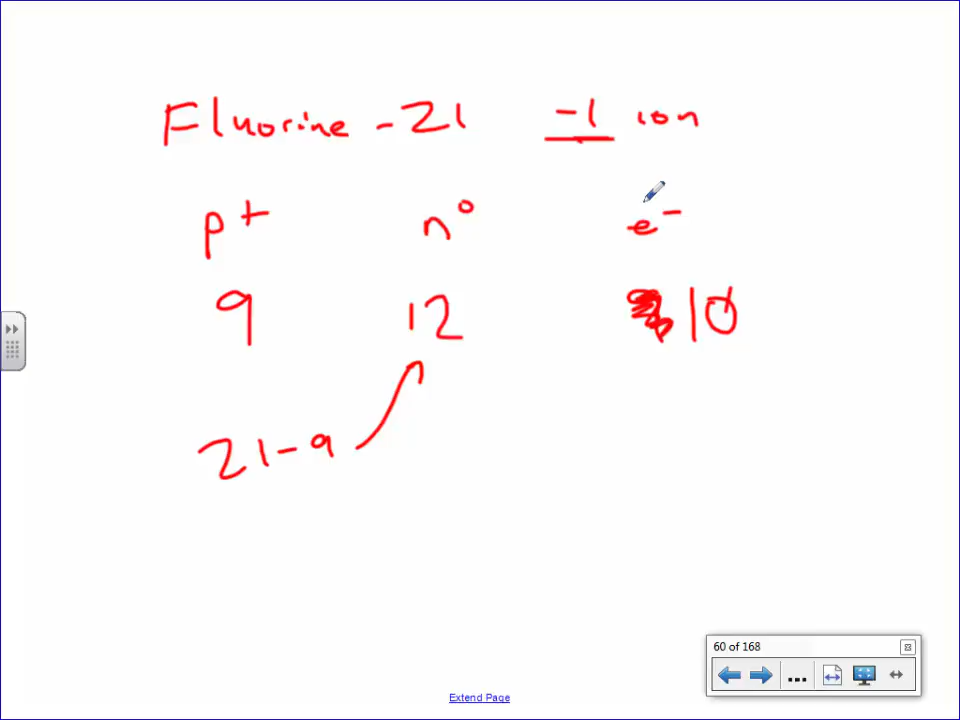 Fluorine - 21 -1 ion
p+ n° e-
9 12 10
21-9
60 of 168
...
Extend Page